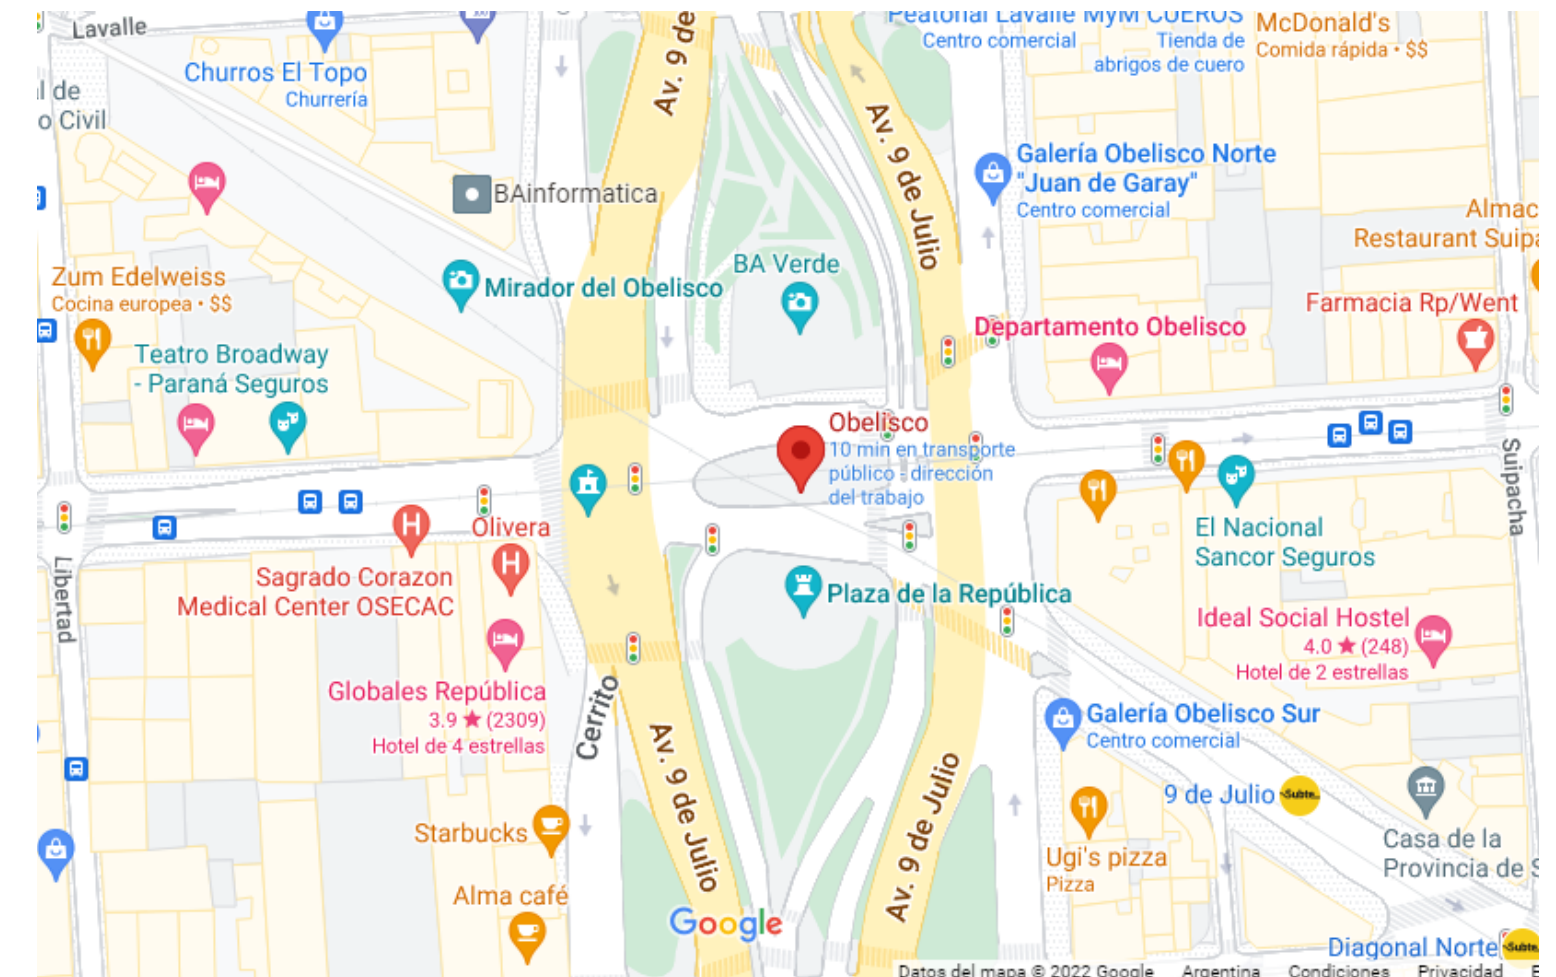 Lavalle
Churros El Topo
Churrería
l de
o Civil
Av. 9 de
Peatonal Lavalle
Centro comercial
MyM CUEROS
Tienda de
abrigos de cuero
McDonald's
Comida rápida • $$
BAinformatica
Av. 9 de Julio
Galería Obelisco Norte
"Juan de Garay"
Centro comercial
Almac
Restaurant Suipa
Zum Edelweiss
Cocina europea • $$
Mirador del Obelisco
BA Verde
Farmacia Rp/Went
Departamento Obelisco
Teatro Broadway
- Paraná Seguros
Obelisco
10 min en transporte
público - dirección
del trabajo
Suipacha
Olivera
El Nacional
Sancor Seguros
Libertad
Sagrado Corazon
Medical Center OSECAC
Plaza de la República
Ideal Social Hostel
4.0 ★ (248)
Hotel de 2 estrellas
Globales República
3.9 ★ (2309)
Hotel de 4 estrellas
Cerrito
Av. 9 de Julio
Av. 9 de Julio
Galería Obelisco Sur
Centro comercial
9 de Julio
Subte
Starbucks
Ugi's pizza
Pizza
Casa de la
Provincia de S
Alma café
Google
Diagonal Norte
Subte
Datos del mapa © 2022 Google
Argentina
Condiciones
Privacidad
E